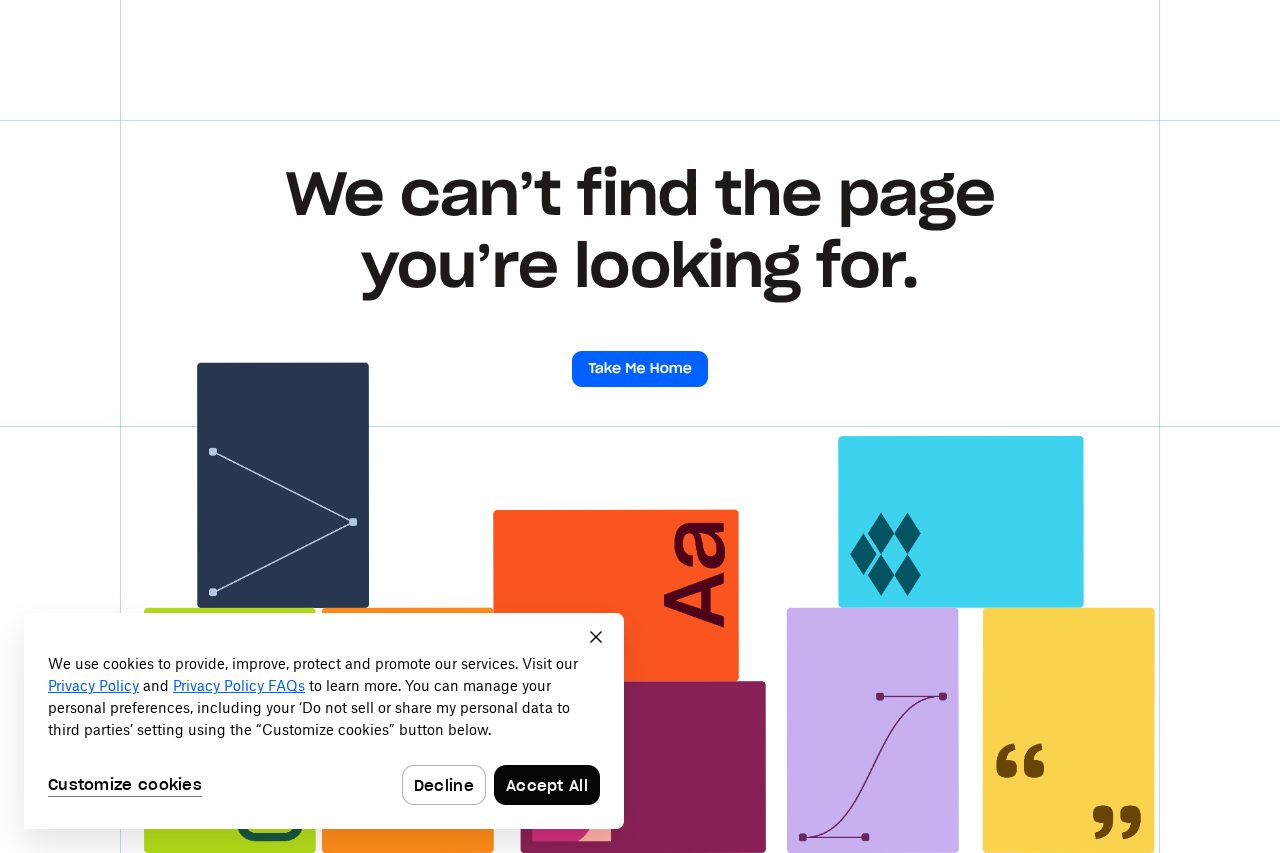 We can’t find the page
you’re looking for.
Take Me Home
Aa
We use cookies to provide, improve, protect and promote our services. Visit our
Privacy Policy and Privacy Policy FAQs to learn more. You can manage your
personal preferences, including your ‘Do not sell or share my personal data to
third parties’ setting using the “Customize cookies” button below.
Customize cookies
Decline
Accept All
“
”